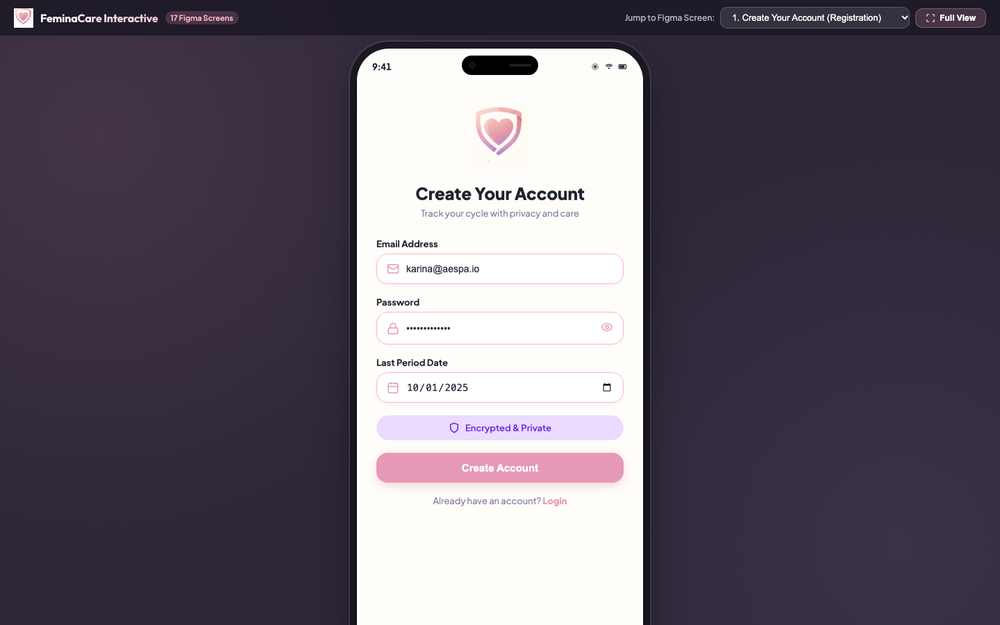 FeminaCare Interactive
17 Figma Screens
Jump to Figma Screen:
1. Create Your Account (Registration)
Full View
9:41
Create Your Account
Track your cycle with privacy and care
Email Address
karina@aespa.io
Password
•••••••••••••
Last Period Date
10/01/2025
Encrypted & Private
Create Account
Already have an account? Login